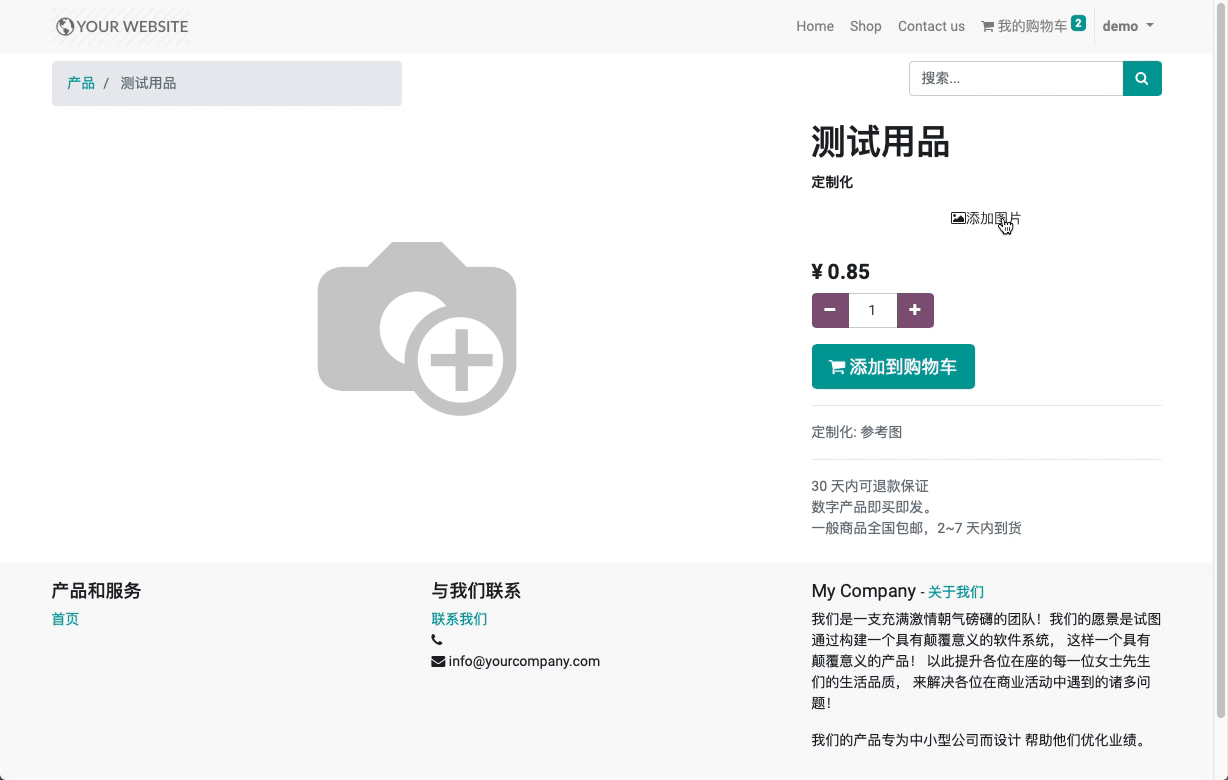 YOUR WEBSITE
Home Shop Contact us 我的购物车 2 demo
产品 / 测试用品
搜索...
测试用品
定制化
添加图片
¥ 0.85
1
添加到购物车
定制化: 参考图
30 天内可退款保证
数字产品即买即发。
一般商品全国包邮，2~7 天内到货
产品和服务
首页
与我们联系
联系我们
info@yourcompany.com
My Company - 关于我们
我们是一支充满激情朝气磅礴的团队！我们的愿景是试图
通过构建一个具有颠覆意义的软件系统， 这样一个具有
颠覆意义的产品！ 以此提升各位在座的每一位女士先生
们的生活品质， 来解决各位在商业活动中遇到的诸多问
题！
我们的产品专为中小型公司而设计 帮助他们优化业绩。